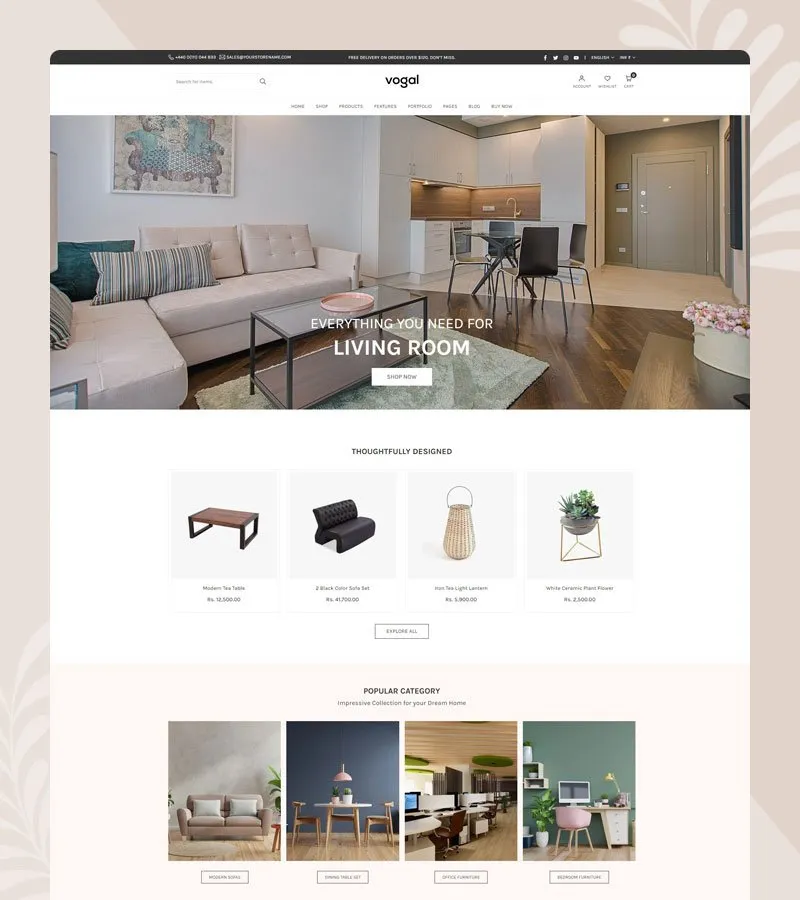 +440 0070 044 833 SALES@YOURSTORENAME.COM
FREE DELIVERY ON ORDERS OVER $120. DON'T MISS.
ENGLISH INR ₹
Search for items
vogal
ACCOUNT WISHLIST CART
0
HOME SHOP PRODUCTS FEATURES PORTFOLIO PAGES BLOG BUY NOW
EVERYTHING YOU NEED FOR
LIVING ROOM
SHOP NOW
THOUGHTFULLY DESIGNED
Modern Tea Table
Rs. 12,500.00
2 Black Color Sofa Set
Rs. 41,700.00
Iron Tea Light Lantern
Rs. 5,900.00
White Ceramic Plant Flower
Rs. 2,500.00
EXPLORE ALL
POPULAR CATEGORY
Impressive Collection for your Dream Home
MODERN SOFAS
DINING TABLE SET
OFFICE FURNITURE
BEDROOM FURNITURE